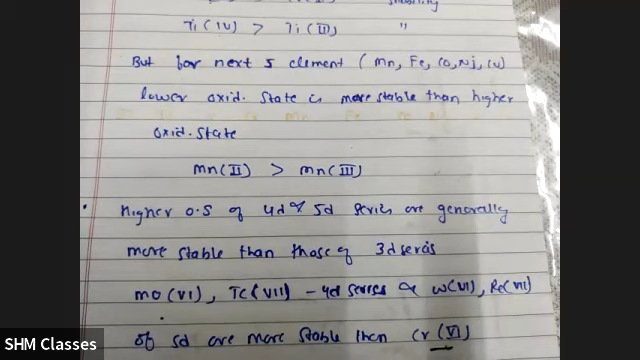 stability
Ti(IV) > Ti(II) "
But for next 5 element (Mn, Fe, Co, Ni, Cu)
lower oxid. State is more stable than higher
oxid. State
Mn(II) > Mn(III)
• Higher O.S of 4d & 5d series are generally
more stable than those of 3d series
Mo(VI), Tc(VII) - 4d series & W(VI), Re(VII)
of 5d are more stable then Cr(VI)
SHM Classes